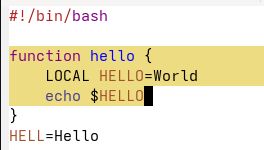 #!/bin/bash
function hello {
LOCAL HELLO=World
echo $HELLO
}
HELL=Hello